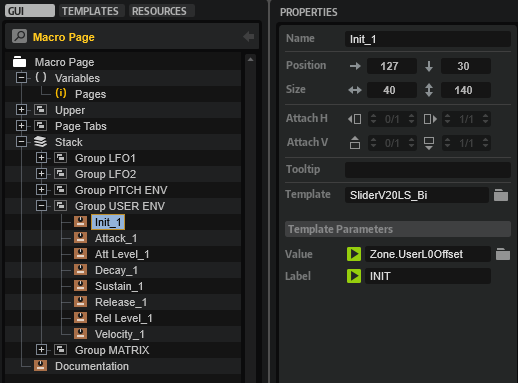 GUI TEMPLATES RESOURCES
Macro Page
Macro Page
( ) Variables
(i) Pages
Upper
Page Tabs
Stack
Group LFO1
Group LFO2
Group PITCH ENV
Group USER ENV
Init_1
Attack_1
Att Level_1
Decay_1
Sustain_1
Release_1
Rel Level_1
Velocity_1
Group MATRIX
Documentation
PROPERTIES
Name Init_1
Position 127 30
Size 40 140
Attach H 0/1 0/1
Attach V 0/1 0/1
Tooltip
Template SliderV20LS_Bi
Template Parameters
Value Zone.UserL0Offset
Label INIT